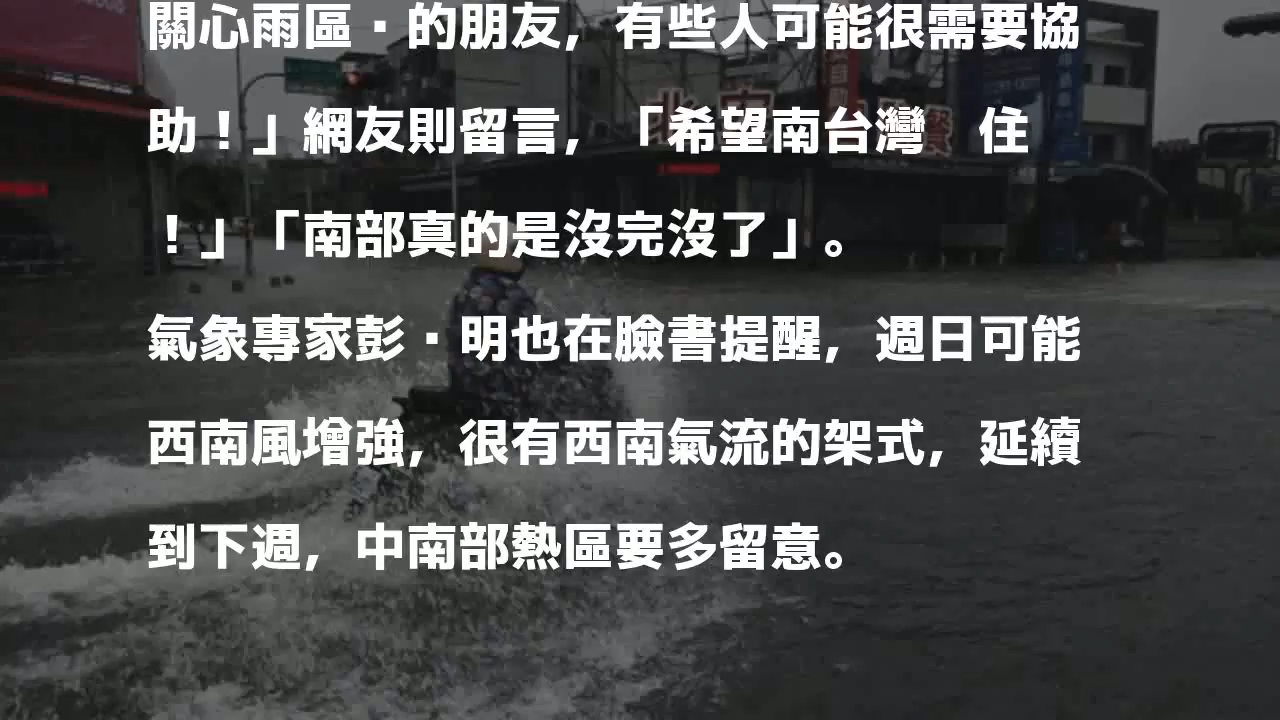 關心雨區·的朋友，有些人可能很需要協
助！」網友則留言，「希望南台灣　住
！」「南部真的是沒完沒了」。
氣象專家彭·明也在臉書提醒，週日可能
西南風增強，很有西南氣流的架式，延續
到下週，中南部熱區要多留意。